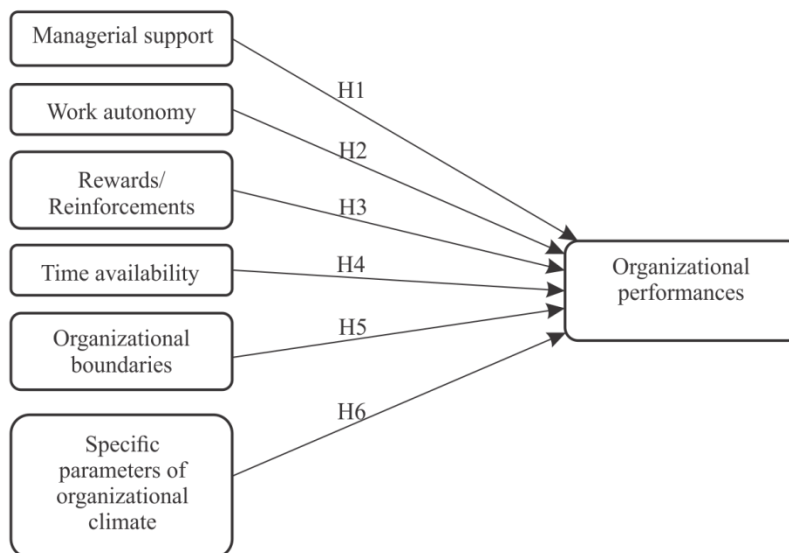 Managerial support
H1
Work autonomy
H2
Rewards/
Reinforcements
H3
Time availability
H4
Organizational
performances
Organizational
boundaries
H5
Specific
parameters of
organizational
climate
H6